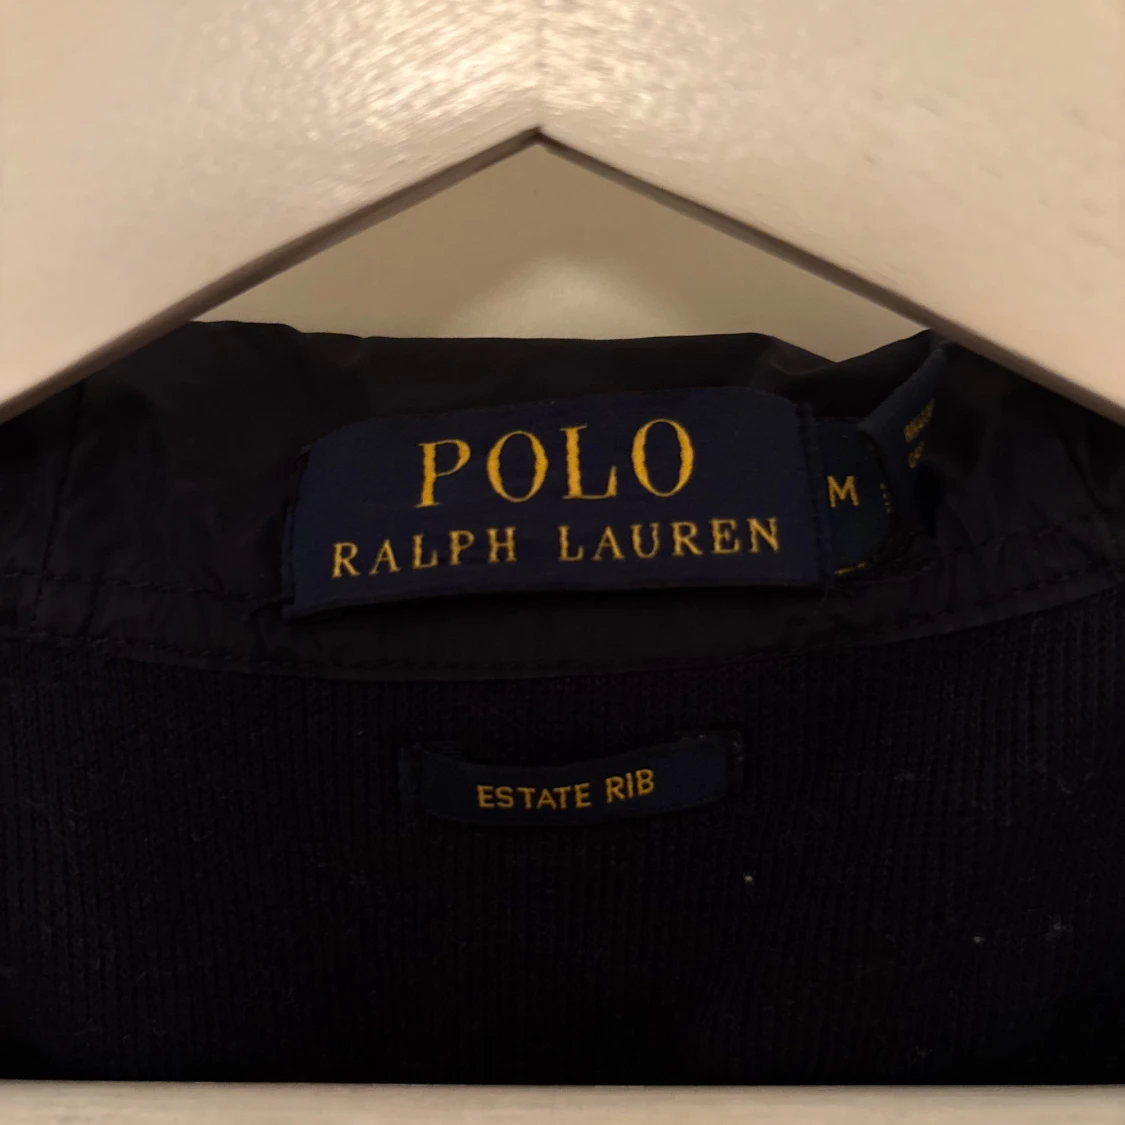 POLO
RALPH LAUREN
M
ESTATE RIB